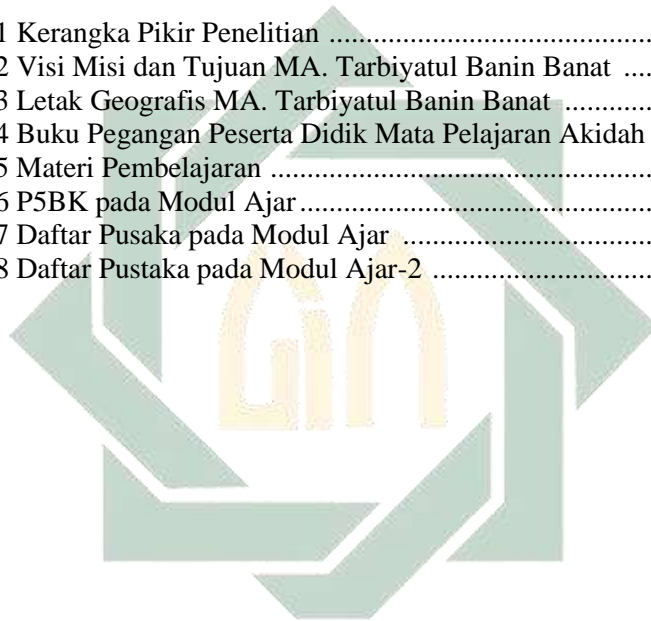 1 Kerangka Pikir Penelitian ....................................................
2 Visi Misi dan Tujuan MA. Tarbiyatul Banin Banat ....
3 Letak Geografis MA. Tarbiyatul Banin Banat .............
4 Buku Pegangan Peserta Didik Mata Pelajaran Akidah
5 Materi Pembelajaran ............................................................
6 P5BK pada Modul Ajar ........................................................
7 Daftar Pusaka pada Modul Ajar ........................................
8 Daftar Pustaka pada Modul Ajar-2 ...................................
uin